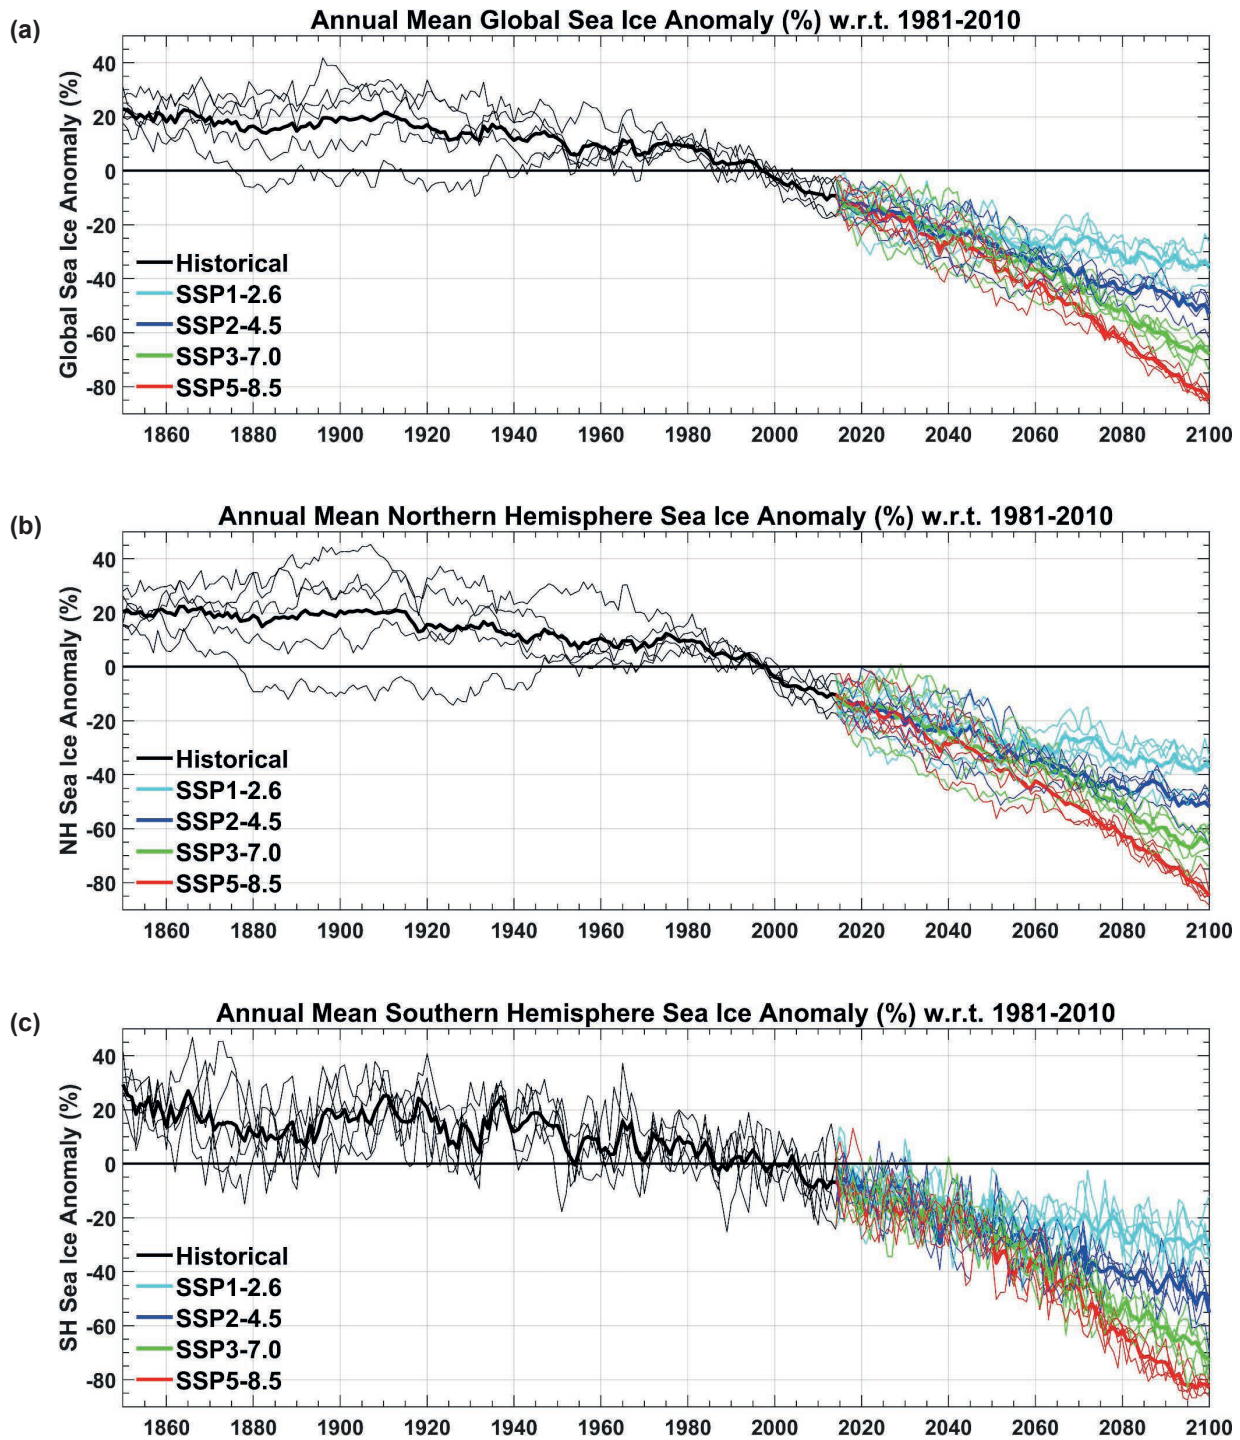 (a)
Annual Mean Global Sea Ice Anomaly (%) w.r.t. 1981-2010
Global Sea Ice Anomaly (%)
40
20
0
-20
-40
-60
-80
Historical
SSP1-2.6
SSP2-4.5
SSP3-7.0
SSP5-8.5
1860 1880 1900 1920 1940 1960 1980 2000 2020 2040 2060 2080 2100
(b)
Annual Mean Northern Hemisphere Sea Ice Anomaly (%) w.r.t. 1981-2010
NH Sea Ice Anomaly (%)
40
20
0
-20
-40
-60
-80
Historical
SSP1-2.6
SSP2-4.5
SSP3-7.0
SSP5-8.5
1860 1880 1900 1920 1940 1960 1980 2000 2020 2040 2060 2080 2100
(c)
Annual Mean Southern Hemisphere Sea Ice Anomaly (%) w.r.t. 1981-2010
SH Sea Ice Anomaly (%)
40
20
0
-20
-40
-60
-80
Historical
SSP1-2.6
SSP2-4.5
SSP3-7.0
SSP5-8.5
1860 1880 1900 1920 1940 1960 1980 2000 2020 2040 2060 2080 2100